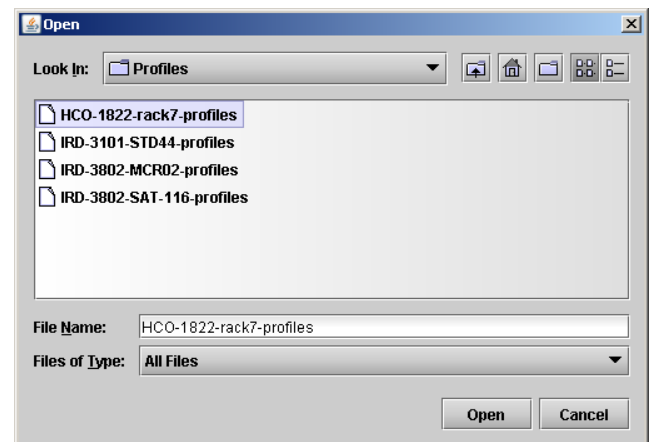 Open
Look In: Profiles
HCO-1822-rack7-profiles
IRD-3101-STD44-profiles
IRD-3802-MCR02-profiles
IRD-3802-SAT-116-profiles
File Name: HCO-1822-rack7-profiles
Files of Type: All Files
Open Cancel